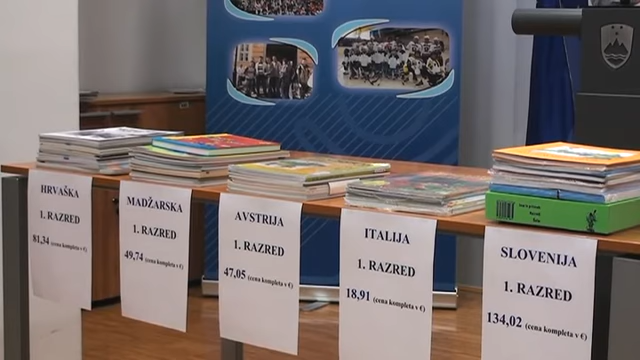 HRVAŠKA
1. RAZRED
81,34 (cena kompleta v €)
MADŽARSKA
1. RAZRED
49,74 (cena kompleta v €)
AVSTRIJA
1. RAZRED
47,05 (cena kompleta v €)
ITALIJA
1. RAZRED
18,91 (cena kompleta v €)
SLOVENIJA
1. RAZRED
134,02 (cena kompleta v €)